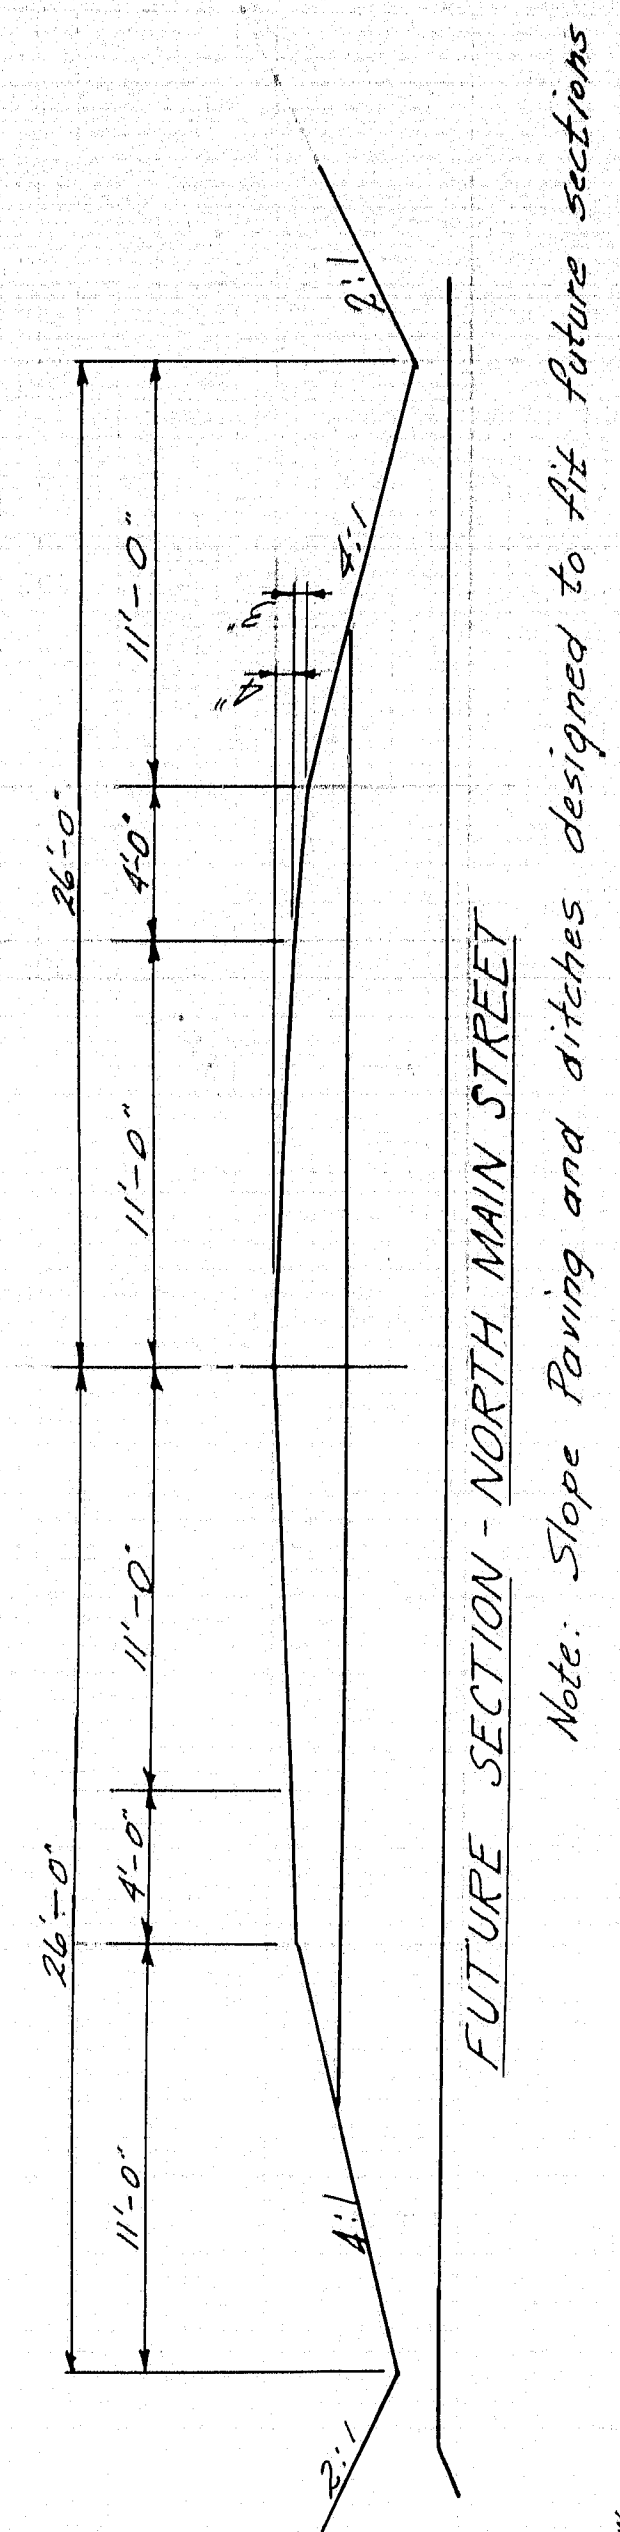 26'-0" 26'-0"
11'-0" 4'-0" 11'-0" 11'-0" 4'-0" 11'-0"
4" 3"
2:1 4:1 4:1 2:1
FUTURE SECTION - NORTH MAIN STREET
Note: Slope Paving and ditches designed to fit future sections